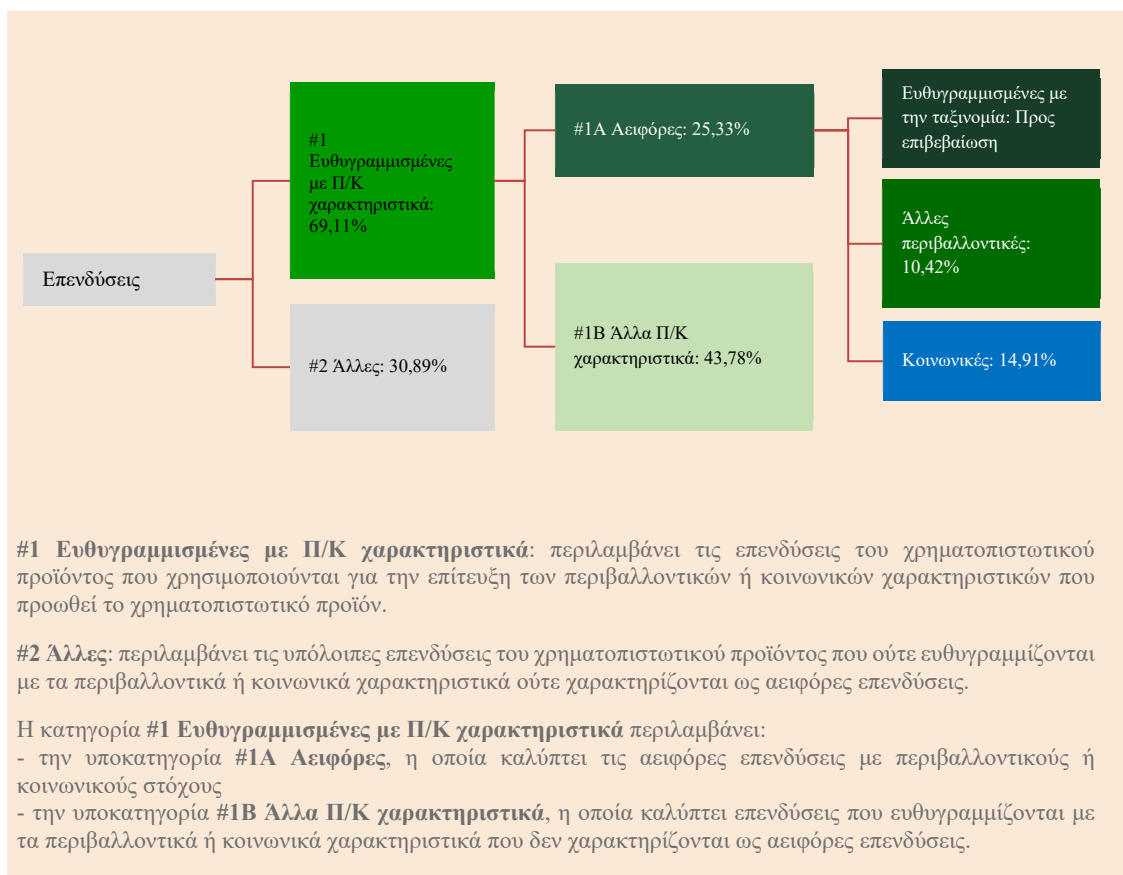 Επενδύσεις
#1
Ευθυγραμμισμένες
με Π/Κ
χαρακτηριστικά:
69,11%
#2 Άλλες: 30,89%
#1Α Αειφόρες: 25,33%
#1Β Άλλα Π/Κ
χαρακτηριστικά: 43,78%
Ευθυγραμμισμένες με
την ταξινομία: Προς
επιβεβαίωση
Άλλες
περιβαλλοντικές:
10,42%
Κοινωνικές: 14,91%
#1 Ευθυγραμμισμένες με Π/Κ χαρακτηριστικά: περιλαμβάνει τις επενδύσεις του χρηματοπιστωτικού
προϊόντος που χρησιμοποιούνται για την επίτευξη των περιβαλλοντικών ή κοινωνικών χαρακτηριστικών που
προωθεί το χρηματοπιστωτικό προϊόν.
#2 Άλλες: περιλαμβάνει τις υπόλοιπες επενδύσεις του χρηματοπιστωτικού προϊόντος που ούτε ευθυγραμμίζονται
με τα περιβαλλοντικά ή κοινωνικά χαρακτηριστικά ούτε χαρακτηρίζονται ως αειφόρες επενδύσεις.
Η κατηγορία #1 Ευθυγραμμισμένες με Π/Κ χαρακτηριστικά περιλαμβάνει:
- την υποκατηγορία #1Α Αειφόρες, η οποία καλύπτει τις αειφόρες επενδύσεις με περιβαλλοντικούς ή
κοινωνικούς στόχους
- την υποκατηγορία #1Β Άλλα Π/Κ χαρακτηριστικά, η οποία καλύπτει επενδύσεις που ευθυγραμμίζονται με
τα περιβαλλοντικά ή κοινωνικά χαρακτηριστικά που δεν χαρακτηρίζονται ως αειφόρες επενδύσεις.